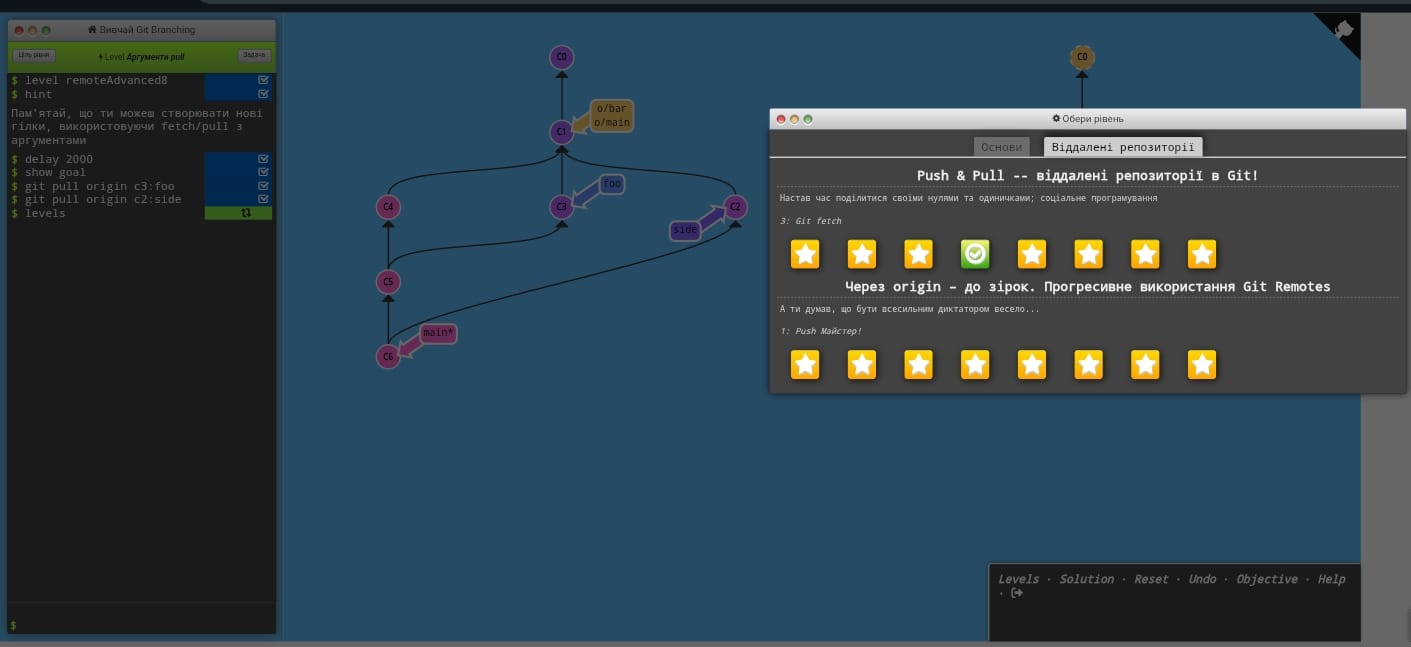 Вивчай Git Branching
Ціль рівня
Level Аргументи pull
Задача
$ level remoteAdvanced8
$ hint
Пам'ятай, що ти можеш створювати нові
гілки, використовуючи fetch/pull з
аргументами
$ delay 2000
$ show goal
$ git pull origin c3:foo
$ git pull origin c2:side
$ levels
$
C0
o/bar
o/main
C1
foo
C4
C3
C2
side
C5
main*
C6
C0
Обери рівень
Основи
Віддалені репозиторії
Push & Pull -- віддалені репозиторії в Git!
Настав час поділитися своїми нулями та одиничками; соціальне програмування
3: Git fetch
Через origin – до зірок. Прогресивне використання Git Remotes
А ти думав, що бути всесильним диктатором весело...
1: Push Майстер!
Levels · Solution · Reset · Undo · Objective · Help
·